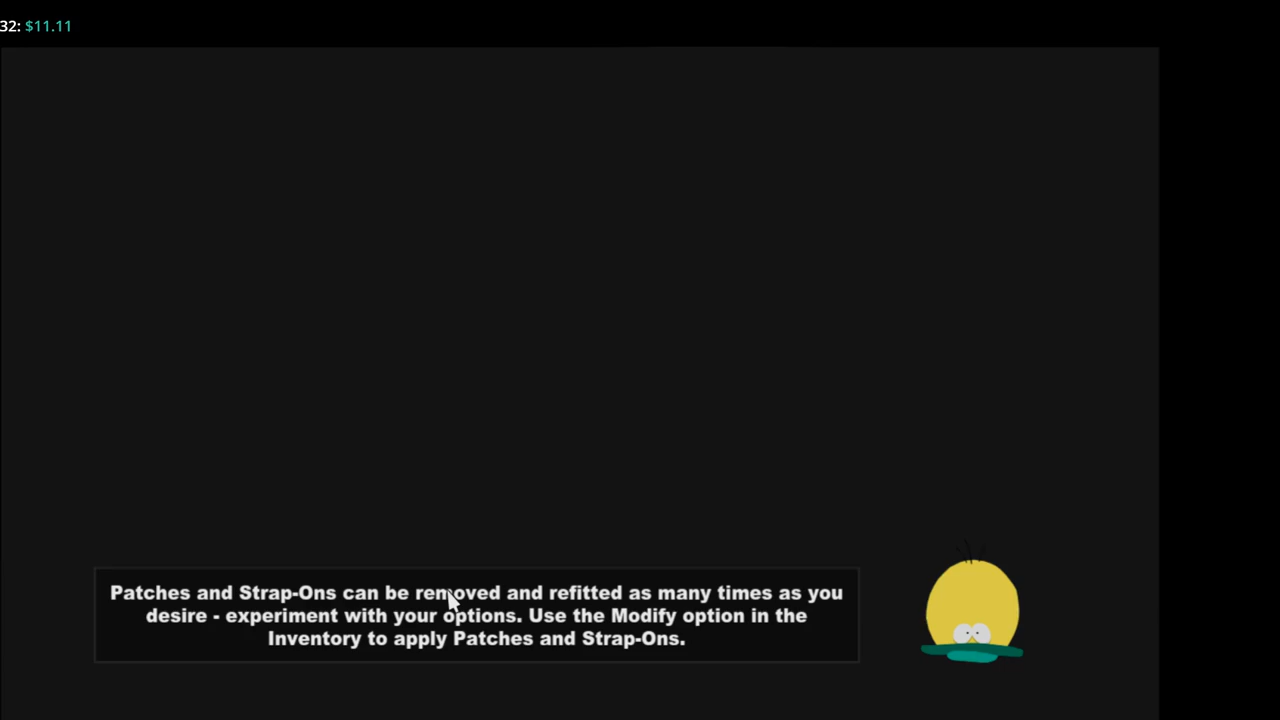 32: $11.11
Patches and Strap-Ons can be removed and refitted as many times as you
desire - experiment with your options. Use the Modify option in the
Inventory to apply Patches and Strap-Ons.